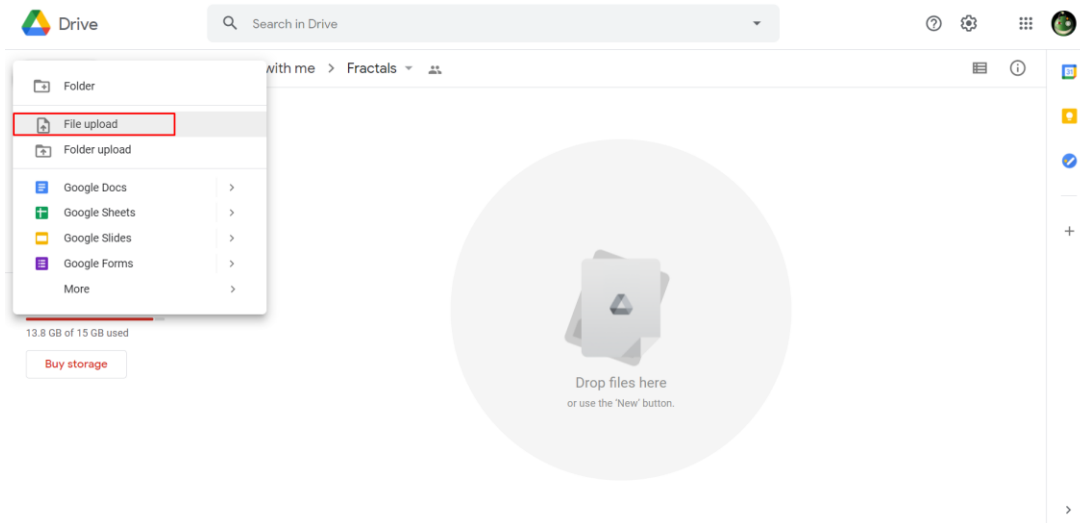 Drive
Search in Drive
with me > Fractals
Folder
File upload
Folder upload
Google Docs
Google Sheets
Google Slides
Google Forms
More
13.8 GB of 15 GB used
Buy storage
Drop files here
or use the 'New' button.
31